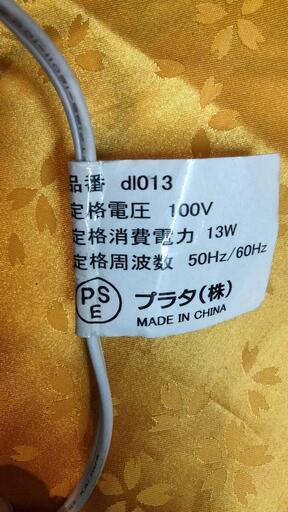 品番 dl013
定格電圧 100V
定格消費電力 13W
定格周波数 50Hz/60Hz
PS
E
プラタ(株)
MADE IN CHINA